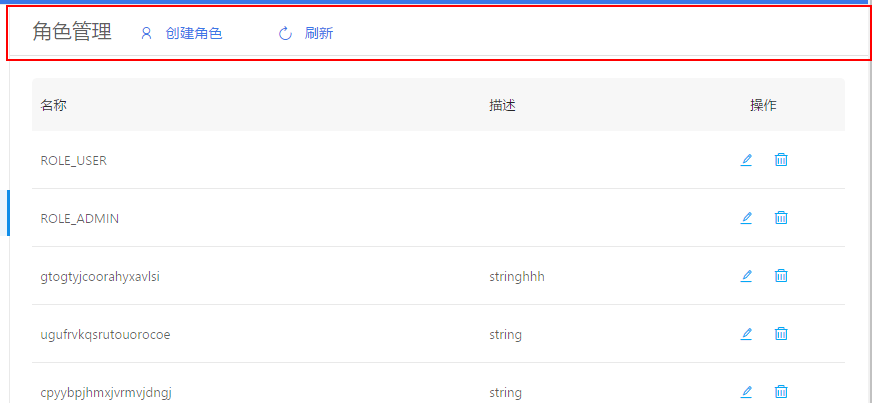 角色管理 创建角色 刷新
名称 描述 操作
ROLE_USER
ROLE_ADMIN
gtogtyjcoorahyxavlsi stringhhh
ugufrvkqsrutouorocoe string
cpyybpjhmxjvrmvjdngj string